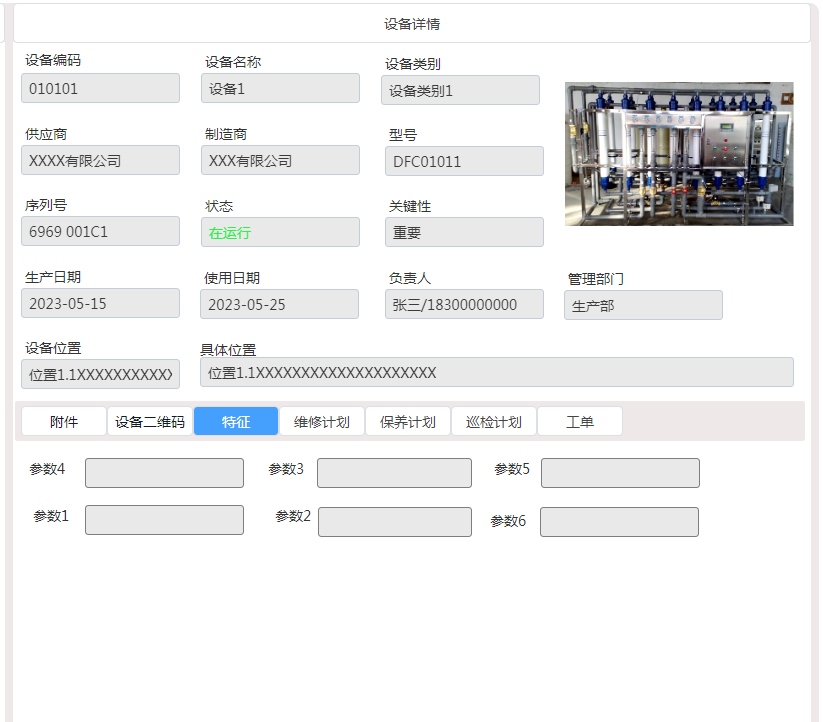 设备详情
设备编码 设备名称 设备类别
010101 设备1 设备类别1
供应商 制造商 型号
XXXX有限公司 XXX有限公司 DFC01011
序列号 状态 关键性
6969 001C1 在运行 重要
生产日期 使用日期 负责人 管理部门
2023-05-15 2023-05-25 张三/18300000000 生产部
设备位置 具体位置
位置1.1XXXXXXXXXXX 位置1.1XXXXXXXXXXXXXXXXXXXX
附件 设备二维码 特征 维修计划 保养计划 巡检计划 工单
参数4 参数3 参数5
参数1 参数2 参数6